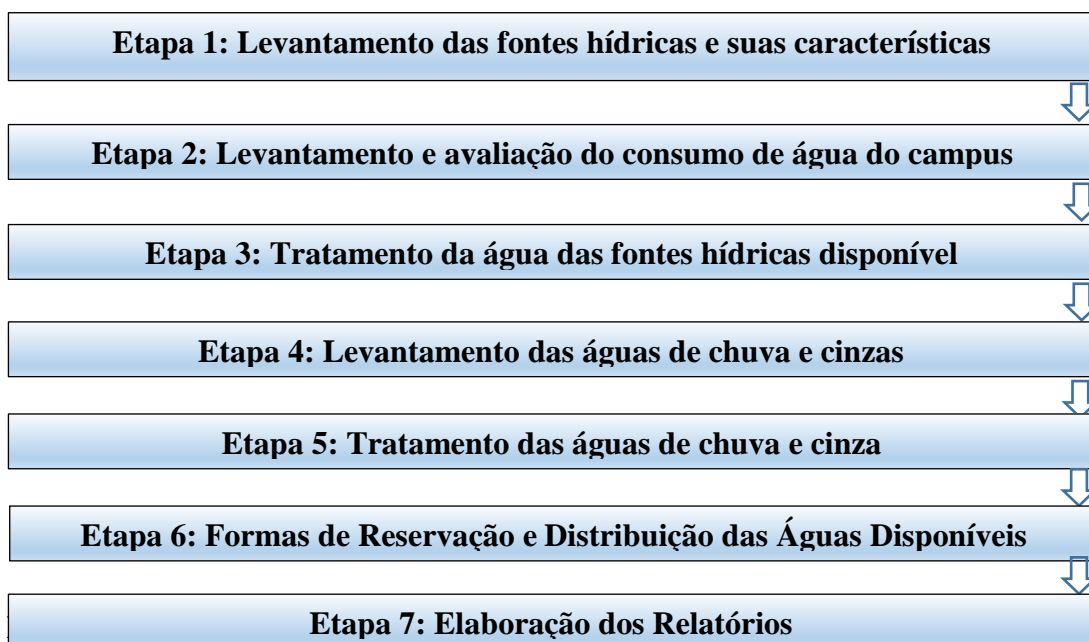 Etapa 1: Levantamento das fontes hídricas e suas características
Etapa 2: Levantamento e avaliação do consumo de água do campus
Etapa 3: Tratamento da água das fontes hídricas disponível
Etapa 4: Levantamento das águas de chuva e cinzas
Etapa 5: Tratamento das águas de chuva e cinza
Etapa 6: Formas de Reservação e Distribuição das Águas Disponíveis
Etapa 7: Elaboração dos Relatórios